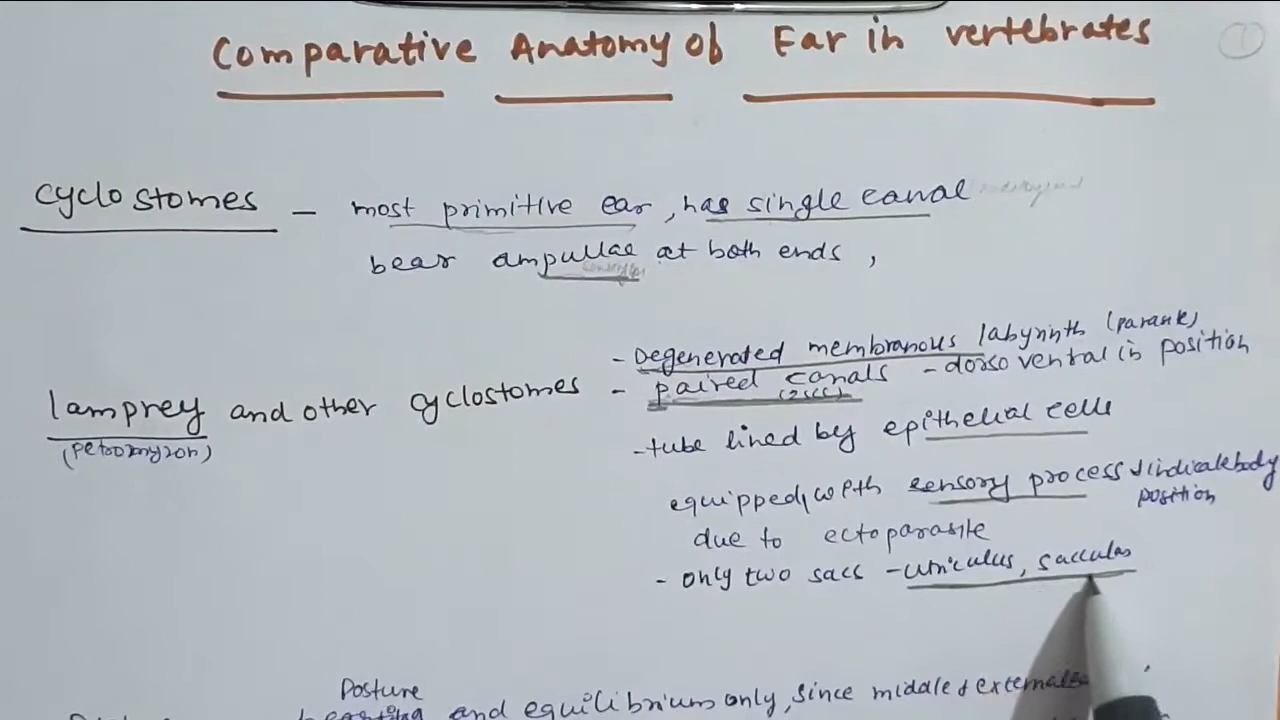 Comparative Anatomy of Ear in vertebrates
1
cyclostomes - most primitive ear, has single canal
bear ampullae at both ends,
- Degenerated membranous labyrinth
lamprey and other cyclostomes - paired canals - dorso ventral in position
(Petromyzon)
- tube lined by epithelial cells
equipped with sensory process & indicate body
position
due to ectoparasite
- only two sacs - utriculus, sacculus
Posture
and equilibrium only, since middle & external